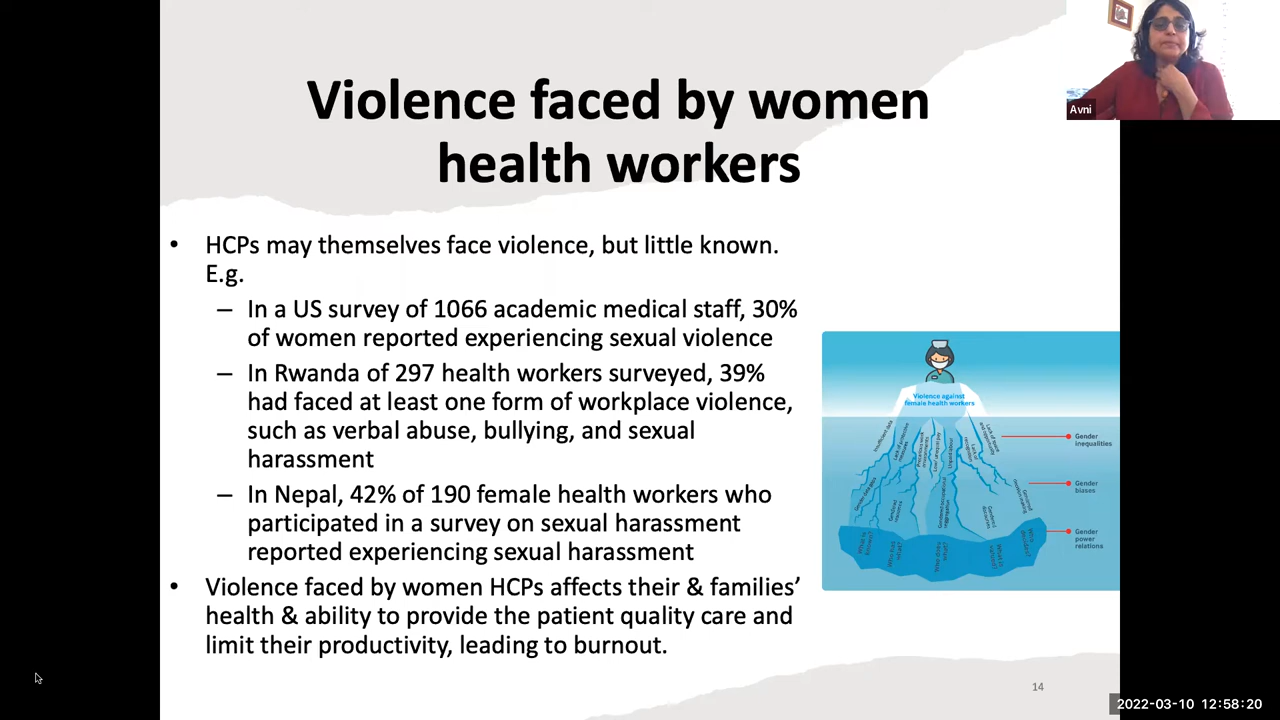 Violence faced by women
health workers
Avni
• HCPs may themselves face violence, but little known.
E.g.
– In a US survey of 1066 academic medical staff, 30%
of women reported experiencing sexual violence
– In Rwanda of 297 health workers surveyed, 39%
had faced at least one form of workplace violence,
such as verbal abuse, bullying, and sexual
harassment
– In Nepal, 42% of 190 female health workers who
participated in a survey on sexual harassment
reported experiencing sexual harassment
• Violence faced by women HCPs affects their & families’
health & ability to provide the patient quality care and
limit their productivity, leading to burnout.
Violence against
female health workers
Gender
inequalities
Gender
biases
Gender
power
relations
14
2022-03-10 12:58:20